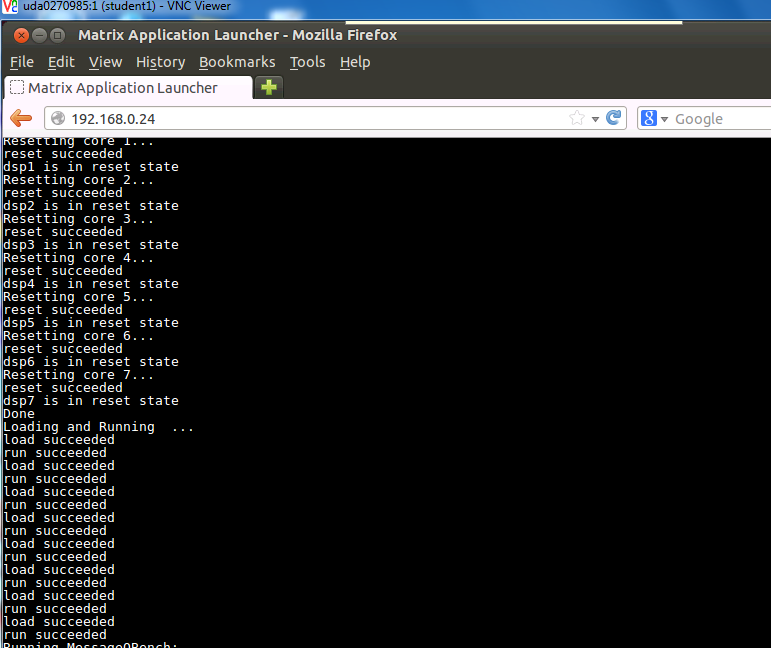 uda0270985:1 (student1) - VNC Viewer
Matrix Application Launcher - Mozilla Firefox
File Edit View History Bookmarks Tools Help
Matrix Application Launcher
192.168.0.24
Google
Resetting core 1...
reset succeeded
dsp1 is in reset state
Resetting core 2...
reset succeeded
dsp2 is in reset state
Resetting core 3...
reset succeeded
dsp3 is in reset state
Resetting core 4...
reset succeeded
dsp4 is in reset state
Resetting core 5...
reset succeeded
dsp5 is in reset state
Resetting core 6...
reset succeeded
dsp6 is in reset state
Resetting core 7...
reset succeeded
dsp7 is in reset state
Done
Loading and Running  ...
load succeeded
run succeeded
load succeeded
run succeeded
load succeeded
run succeeded
load succeeded
run succeeded
load succeeded
run succeeded
load succeeded
run succeeded
load succeeded
run succeeded
load succeeded
run succeeded
Running MessageQBench: